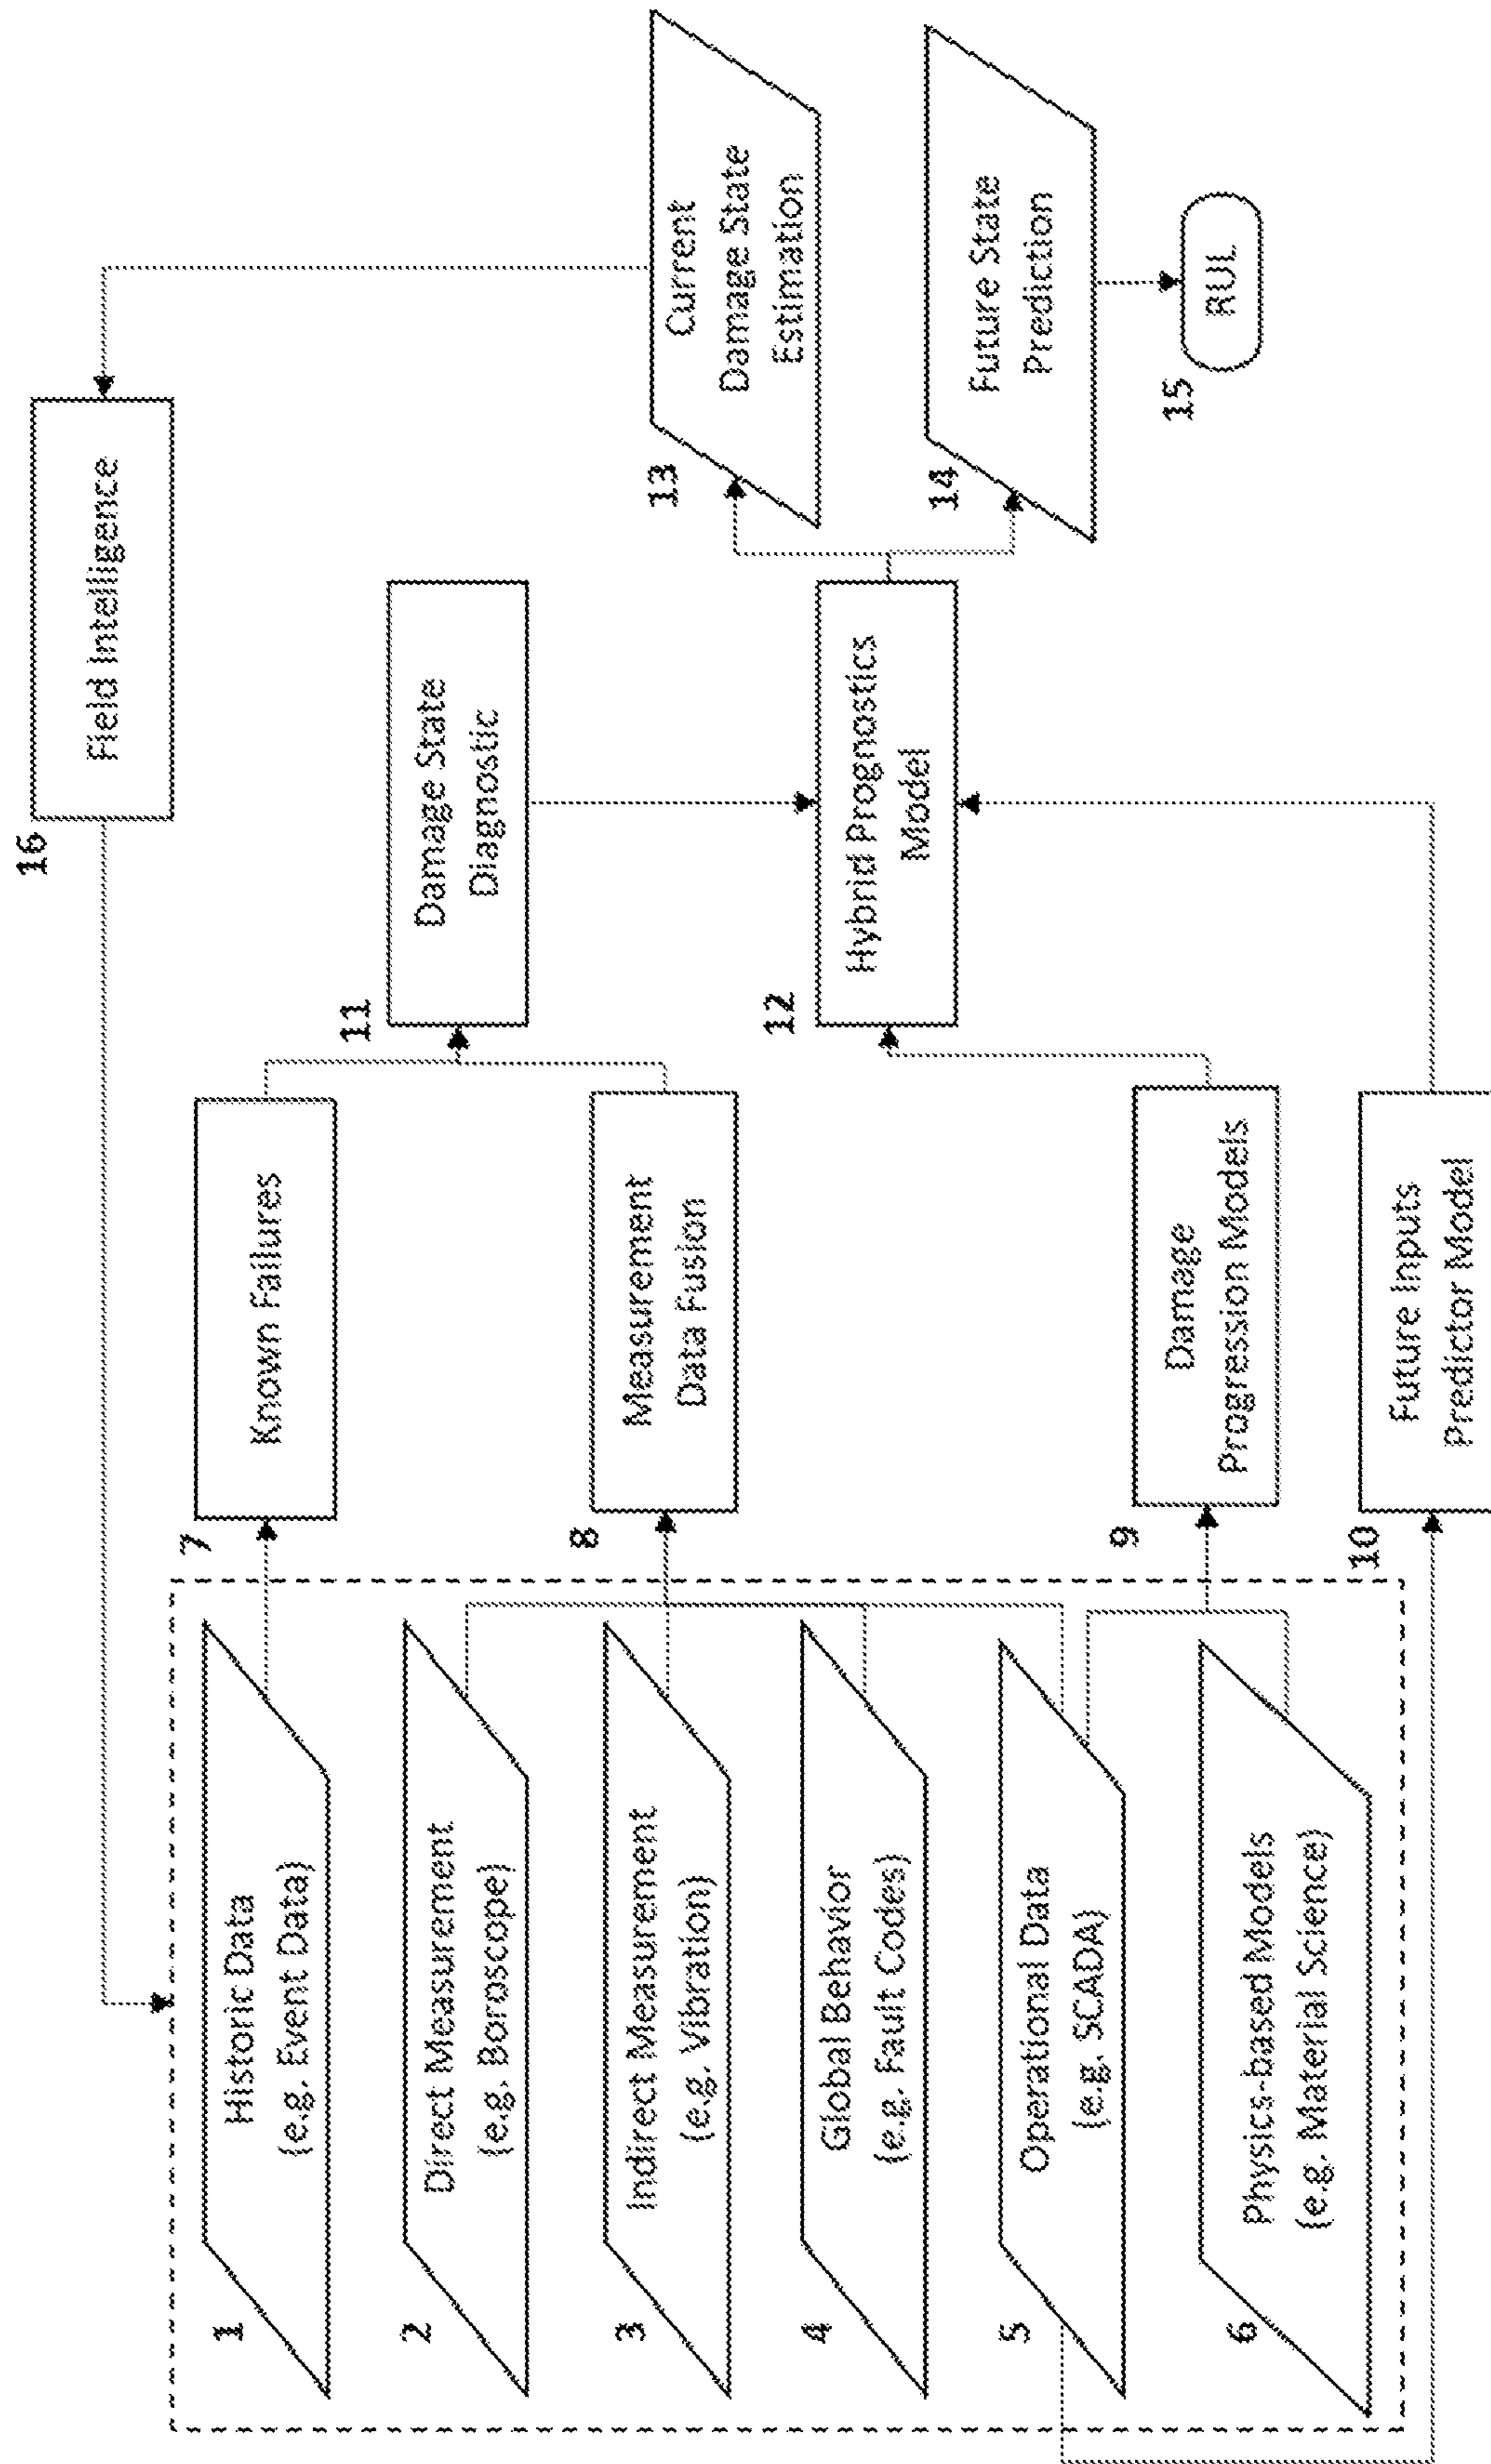 16
Field Intelligence
1
Historic Data
(e.g. Event Data)
2
Direct Measurement
(e.g. Boroscope)
3
Indirect Measurement
(e.g. Vibration)
4
Global Behavior
(e.g. Fault Codes)
5
Operational Data
(e.g. SCADA)
6
Physics-based Models
(e.g. Material Science)
7
Known Failures
8
Measurement
Data Fusion
9
Damage
Progression Models
10
Future Inputs
Predictor Model
11
Damage State
Diagnostic
12
Hybrid Prognostics
Model
13
Current
Damage State
Estimation
14
Future State
Prediction
15
RUL